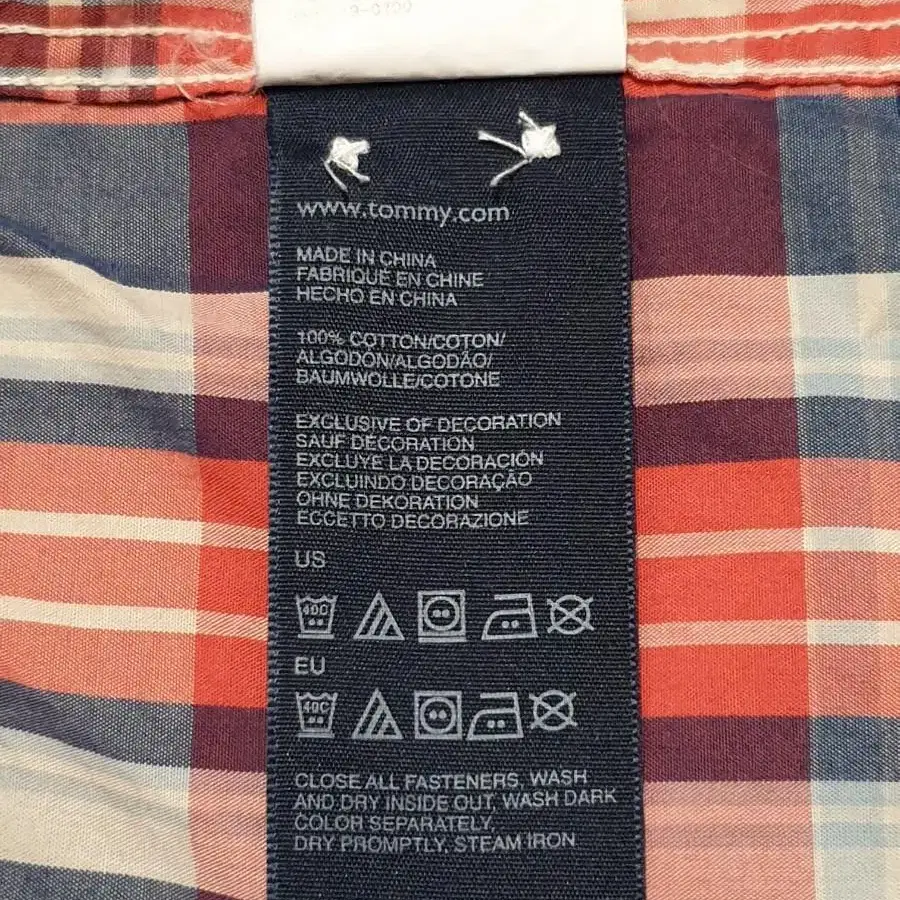 www.tommy.com
MADE IN CHINA
FABRIQUÉ EN CHINE
HECHO EN CHINA
100% COTTON/COTON/
ALGODÓN/ALGODÃO/
BAUMWOLLE/COTONE
EXCLUSIVE OF DECORATION
SAUF DÉCORATION
EXCLUYE LA DECORACIÓN
EXCLUINDO DECORAÇÃO
OHNE DEKORATION
ECCETTO DECORAZIONE
US
40C
EU
40C
CLOSE ALL FASTENERS, WASH
AND DRY INSIDE OUT, WASH DARK
COLOR SEPARATELY,
DRY PROMPTLY, STEAM IRON